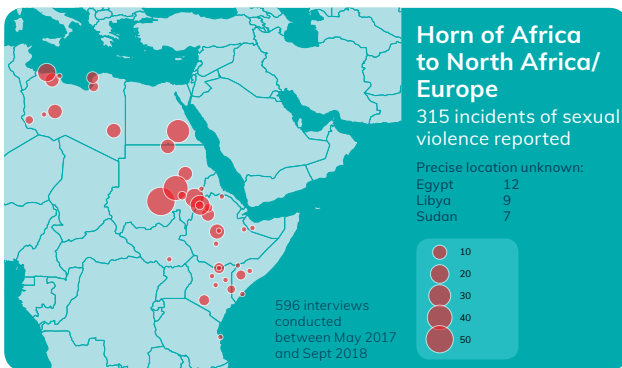 Horn of Africa
to North Africa/
Europe
315 incidents of sexual
violence reported
Precise location unknown:
Egypt 12
Libya 9
Sudan 7
10
20
30
40
50
596 interviews
conducted
between May 2017
and Sept 2018